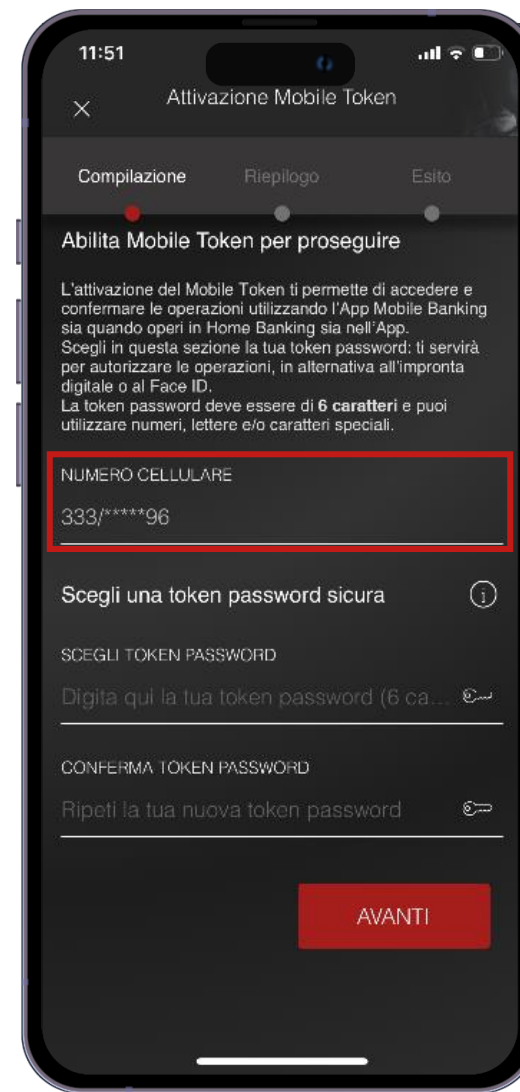 11:51
Attivazione Mobile Token
Compilazione Riepilogo Esito
Abilita Mobile Token per proseguire
L'attivazione del Mobile Token ti permette di accedere e
confermare le operazioni utilizzando l'App Mobile Banking
sia quando operi in Home Banking sia nell'App.
Scegli in questa sezione la tua token password: ti servirà
per autorizzare le operazioni, in alternativa all'impronta
digitale o al Face ID.
La token password deve essere di 6 caratteri e puoi
utilizzare numeri, lettere e/o caratteri speciali.
NUMERO CELLULARE
333/*****96
Scegli una token password sicura
SCEGLI TOKEN PASSWORD
Digita qui la tua token password (6 ca...
CONFERMA TOKEN PASSWORD
Ripeti la tua nuova token password
AVANTI